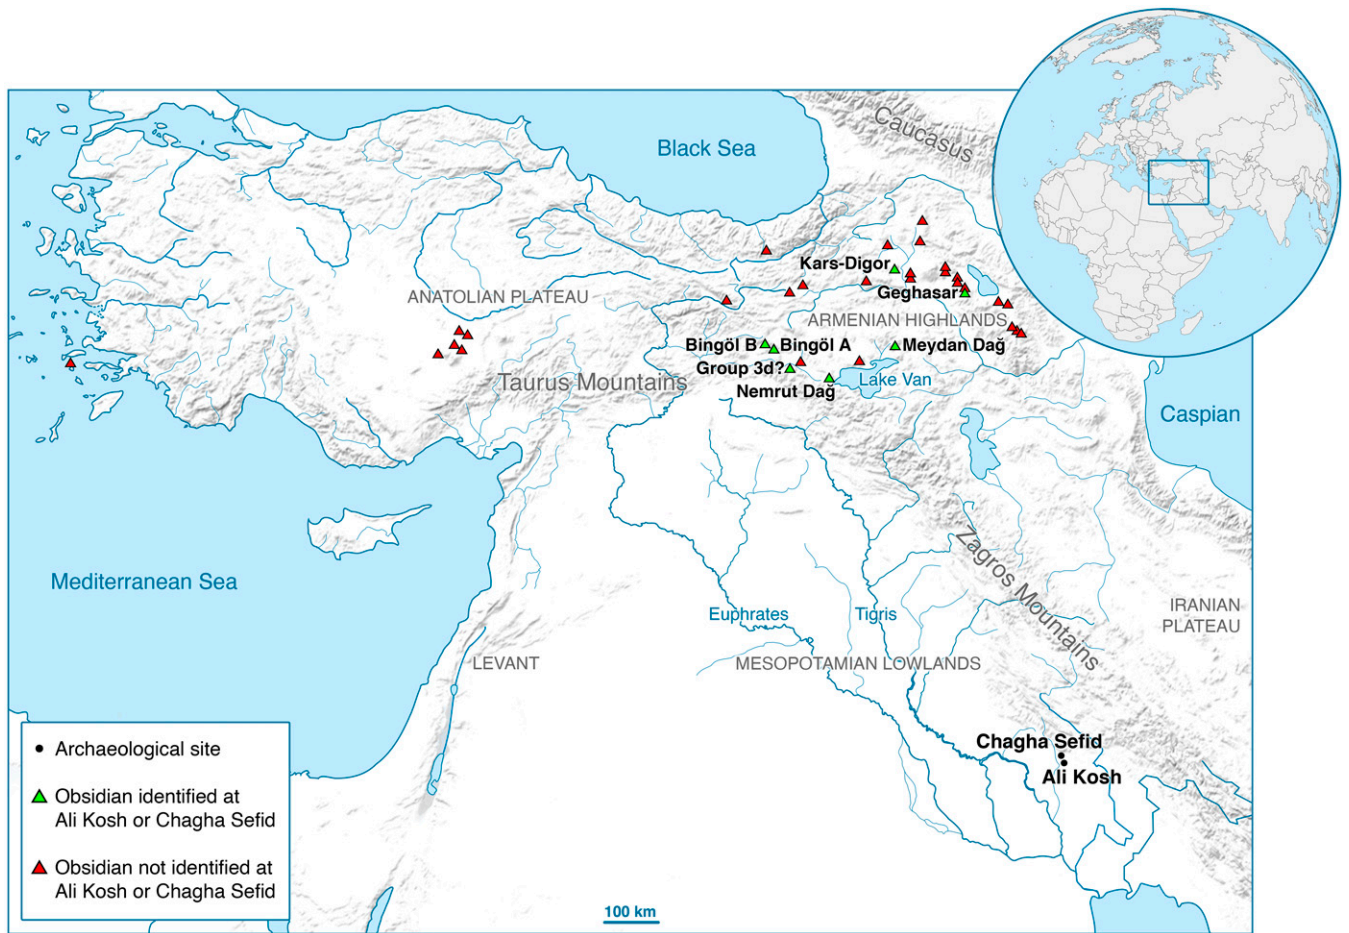 Caucasus
Black Sea
Kars-Digor
Geghasar
ANATOLIAN PLATEAU
ARMENIAN HIGHLANDS
Bingöl B
Bingöl A
Meydan Dağ
Group 3d?
Taurus Mountains
Lake Van
Nemrut Dağ
Caspian
Zagros Mountains
Mediterranean Sea
Euphrates
Tigris
IRANIAN
PLATEAU
LEVANT
MESOPOTAMIAN LOWLANDS
Chagha Sefid
Ali Kosh
Archaeological site
Obsidian identified at
Ali Kosh or Chagha Sefid
Obsidian not identified at
Ali Kosh or Chagha Sefid
100 km